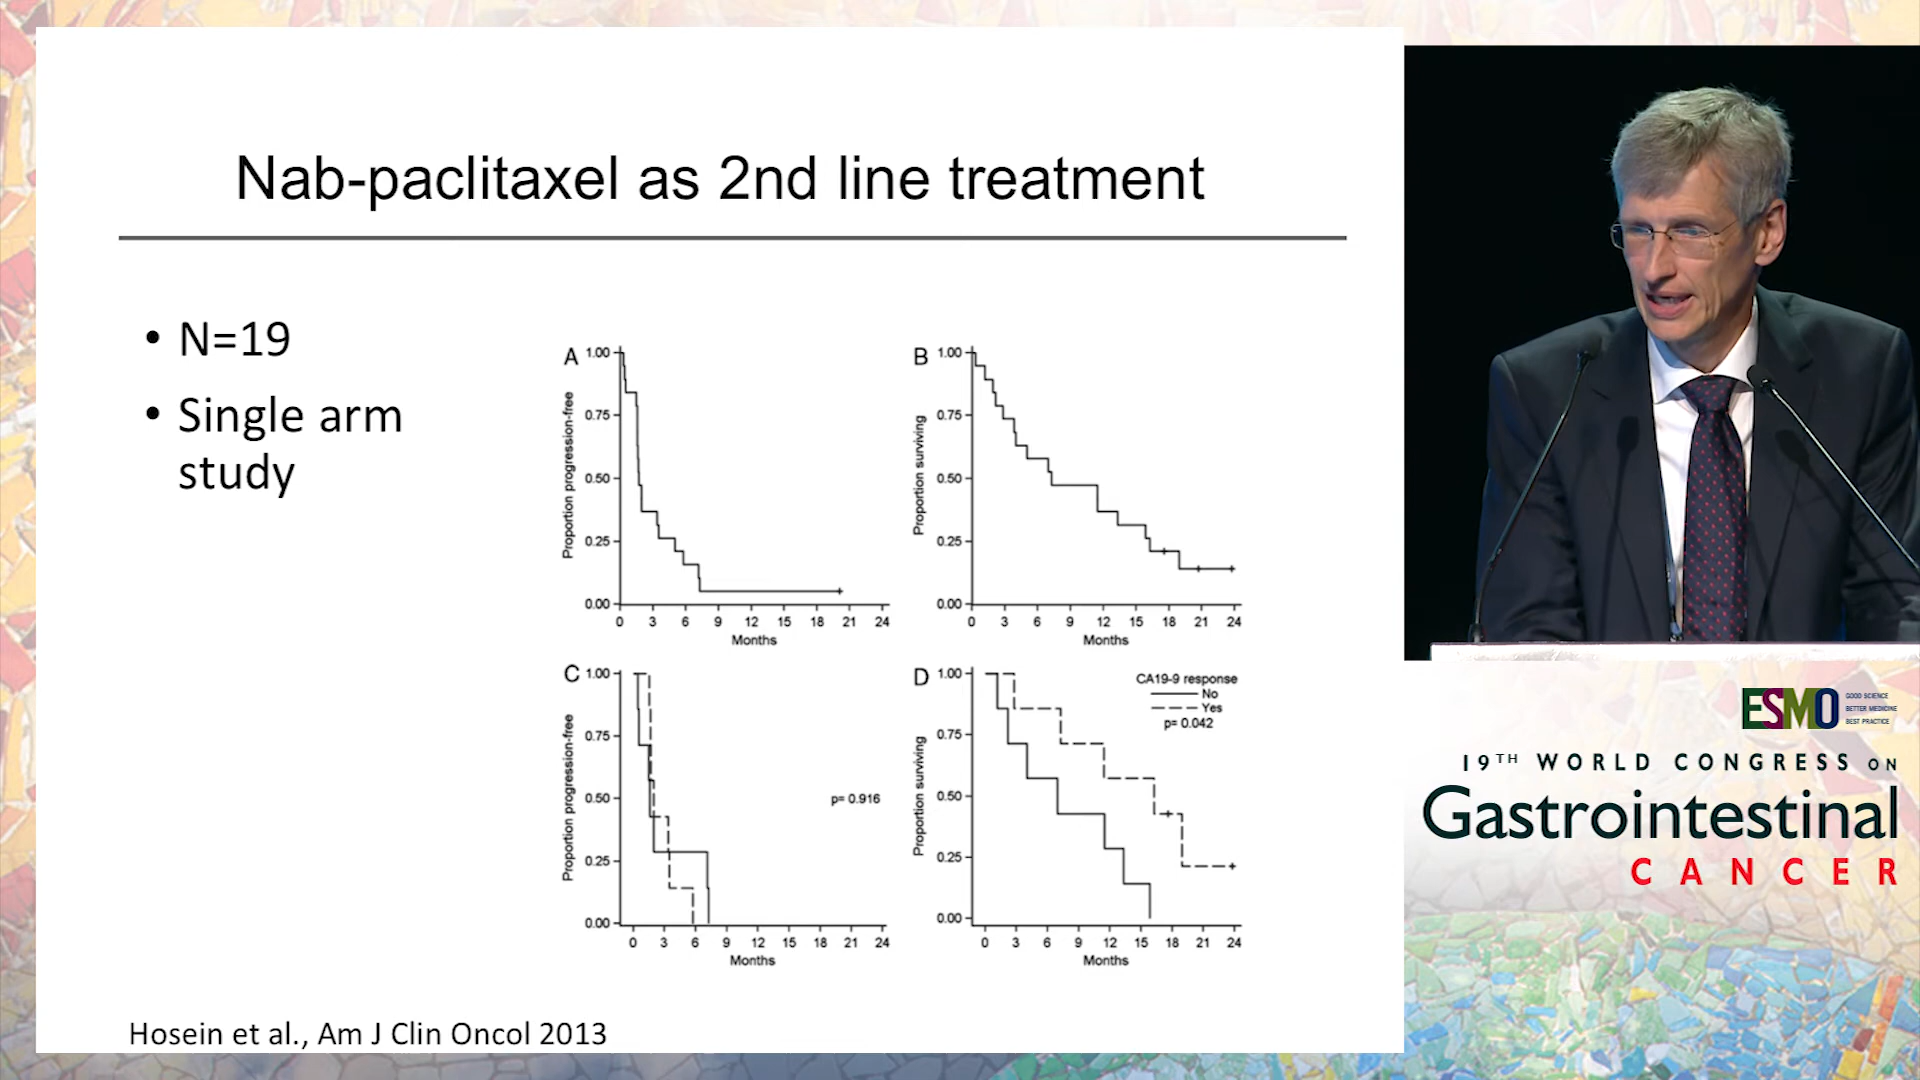 Nab-paclitaxel as 2nd line treatment
• N=19
• Single arm
study
A
Proportion progression-free
1.00
0.75
0.50
0.25
0.00
0 3 6 9 12 15 18 21 24
Months
B
Proportion surviving
1.00
0.75
0.50
0.25
0.00
0 3 6 9 12 15 18 21 24
Months
C
Proportion progression-free
1.00
0.75
0.50
0.25
0.00
p= 0.916
0 3 6 9 12 15 18 21 24
Months
D
Proportion surviving
1.00
0.75
0.50
0.25
0.00
CA19-9 response
No
Yes
p= 0.042
0 3 6 9 12 15 18 21 24
Months
Hosein et al., Am J Clin Oncol 2013
ESMO
GOOD SCIENCE
BETTER MEDICINE
BEST PRACTICE
19TH WORLD CONGRESS ON
Gastrointestinal
CANCER